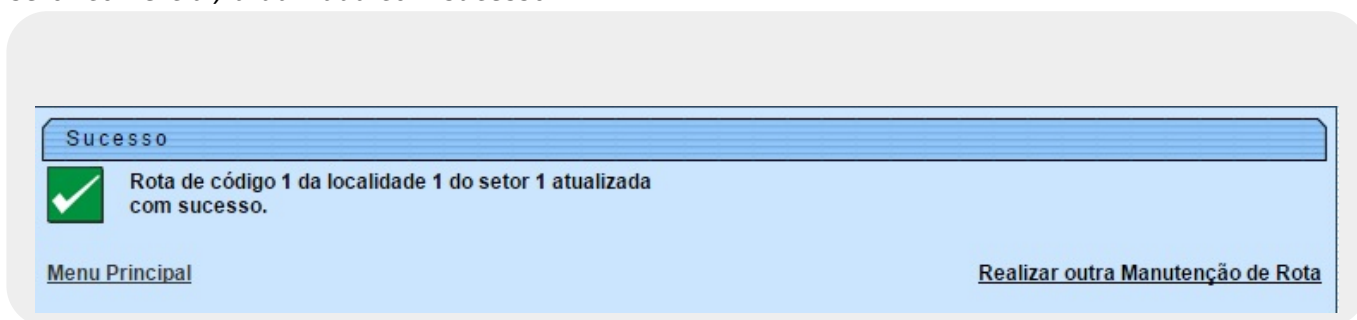 Sucesso
Rota de código 1 da localidade 1 do setor 1 atualizada
com sucesso.
Menu Principal
Realizar outra Manutenção de Rota